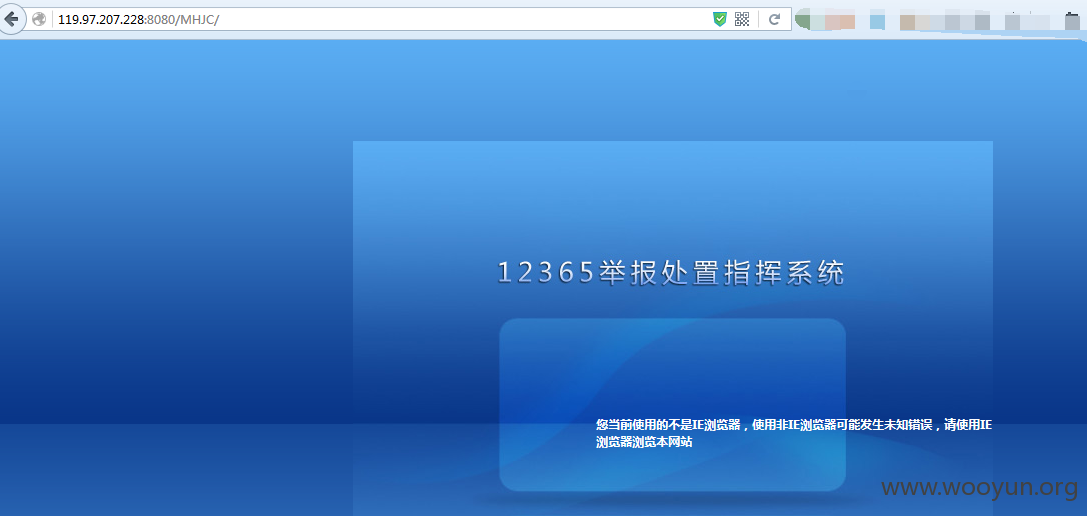 119.97.207.228:8080/MHJC/
12365举报处置指挥系统
您当前使用的不是IE浏览器，使用非IE浏览器可能发生未知错误，请使用IE
浏览器浏览本网站
www.wooyun.org